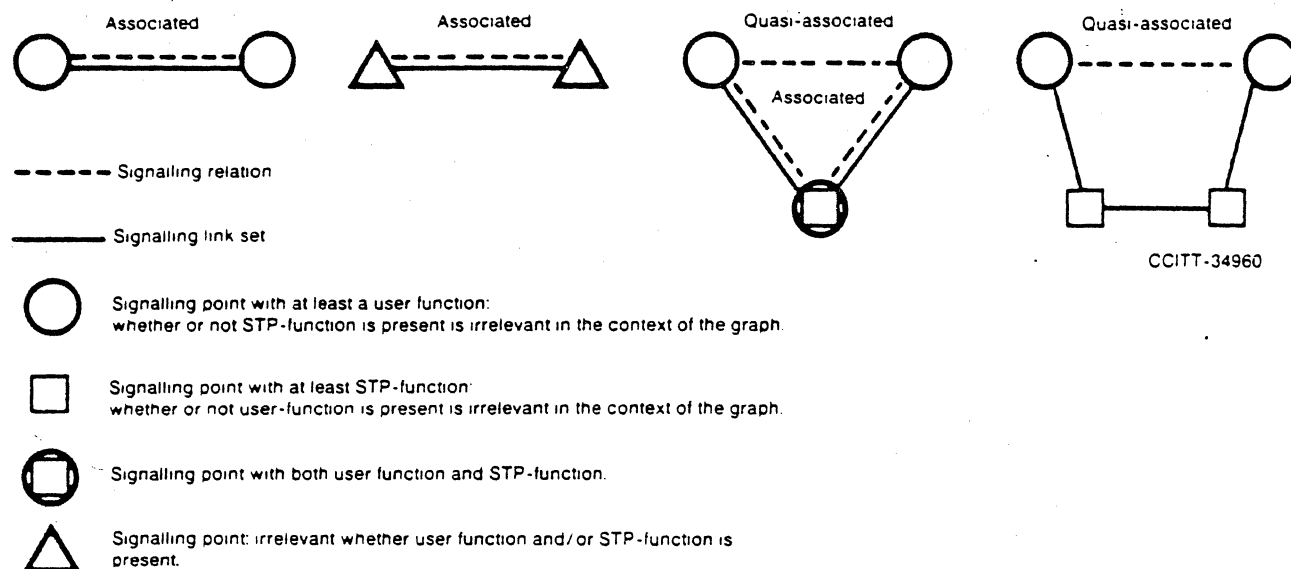 Associated
Associated
Quasi-associated
Quasi-associated
Associated
Signalling relation
Signalling link set
CCITT-34960
Signalling point with at least a user function:
whether or not STP-function is present is irrelevant in the context of the graph.
Signalling point with at least STP-function:
whether or not user-function is present is irrelevant in the context of the graph.
Signalling point with both user function and STP-function.
Signalling point: irrelevant whether user function and/or STP-function is
present.